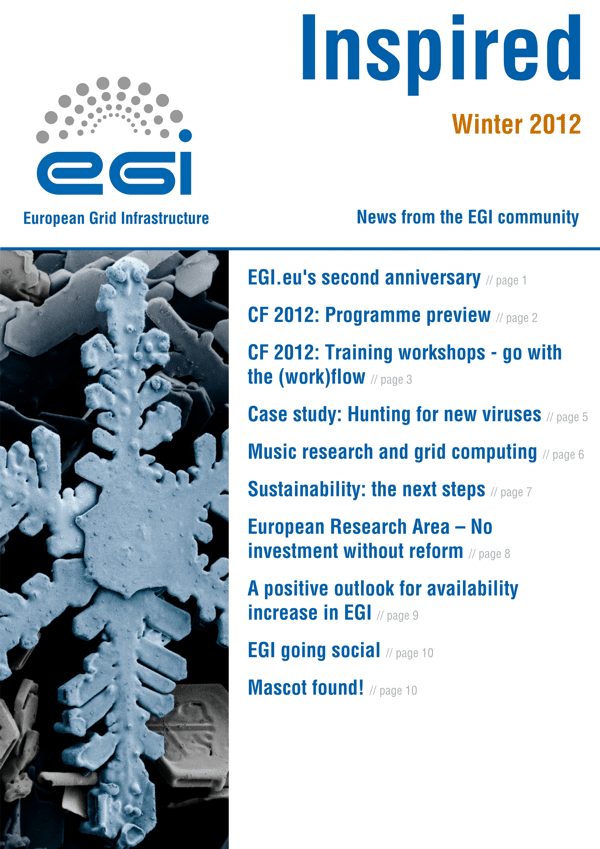 Inspired
Winter 2012
eGi
European Grid Infrastructure
News from the EGI community
EGI.eu's second anniversary // page 1
CF 2012: Programme preview // page 2
CF 2012: Training workshops - go with
the (work)flow // page 3
Case study: Hunting for new viruses // page 5
Music research and grid computing // page 6
Sustainability: the next steps // page 7
European Research Area – No
investment without reform // page 8
A positive outlook for availability
increase in EGI // page 9
EGI going social // page 10
Mascot found! // page 10